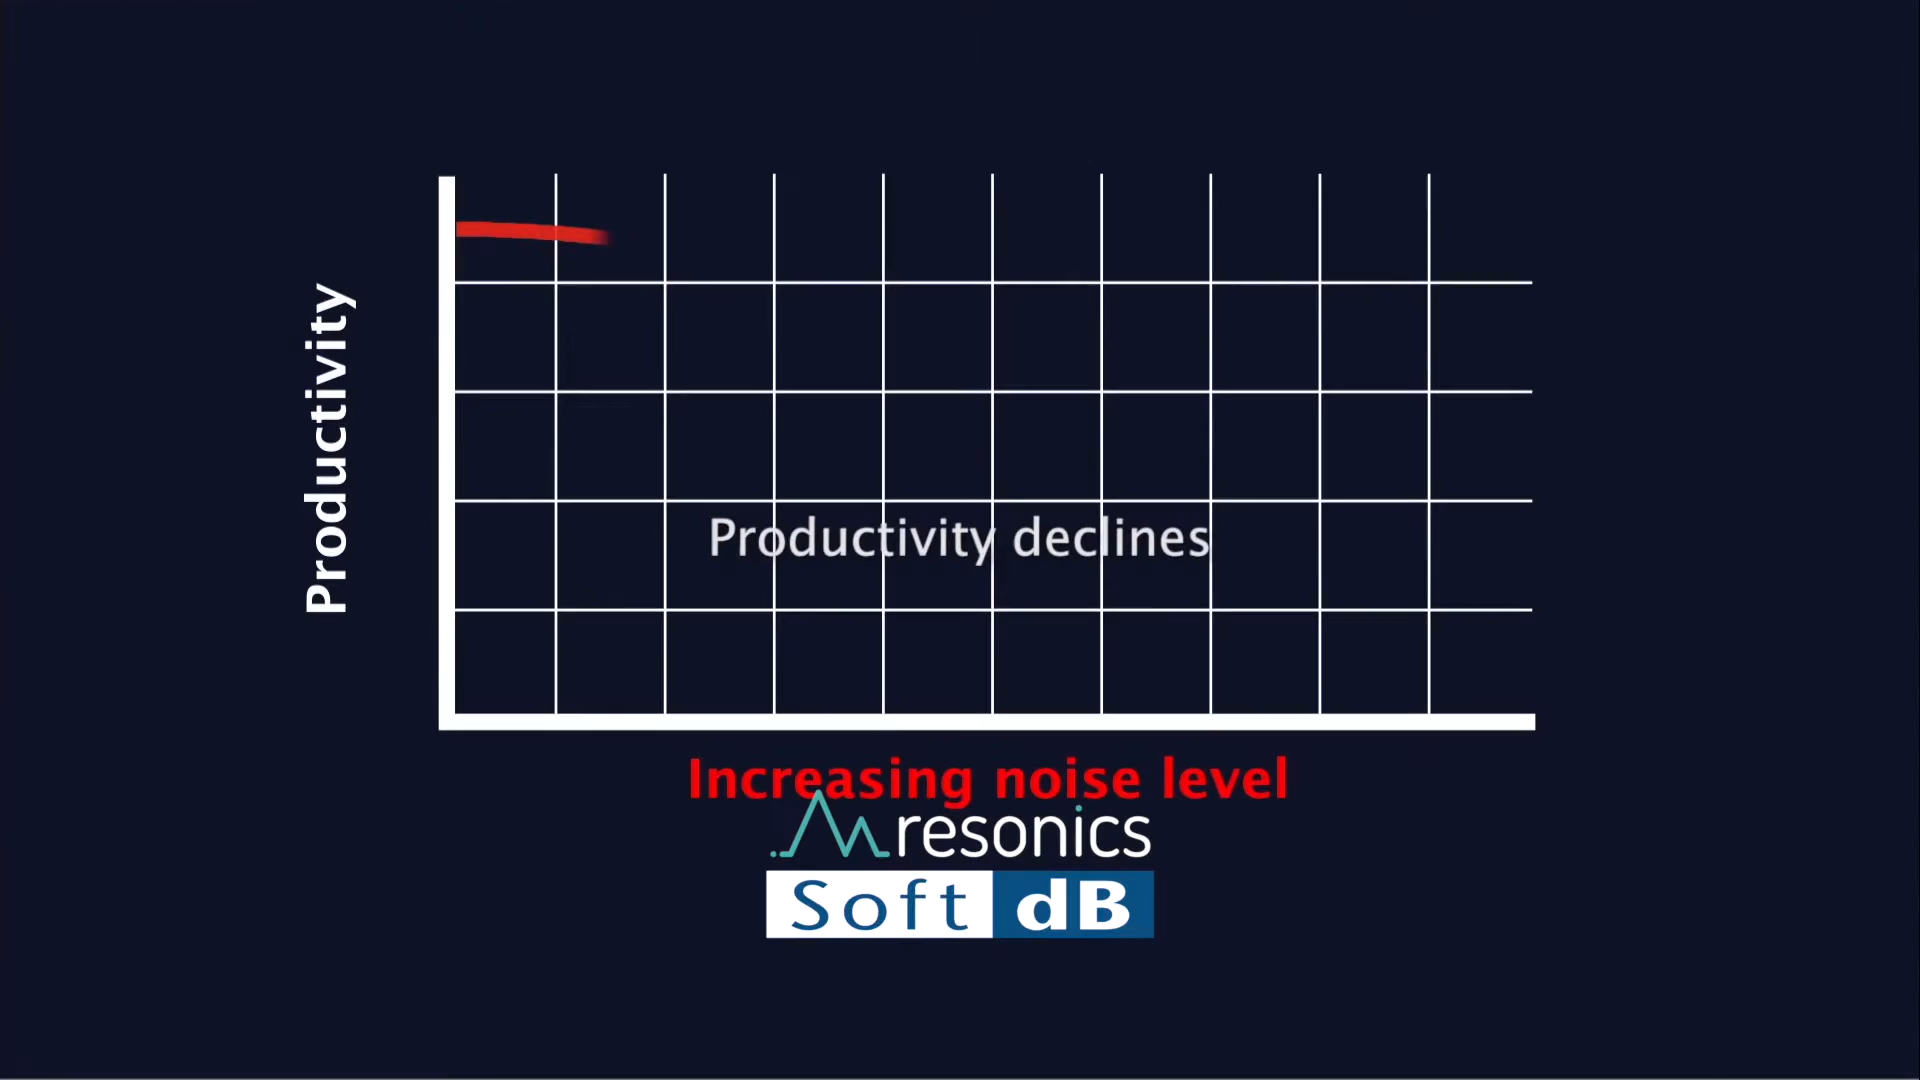 Productivity
Productivity declines
Increasing noise level
resonics
Soft dB